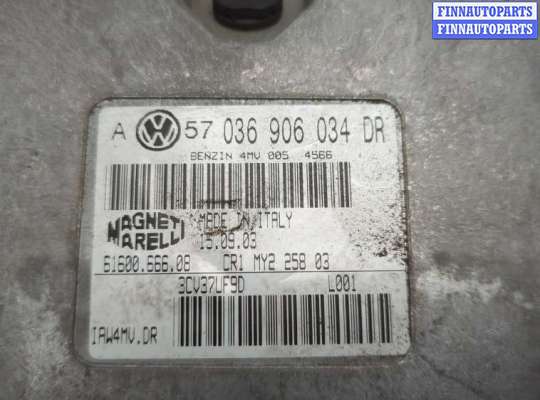 FINNAUTOPARTS
FINNAUTOPARTS
A VW 57 036 906 034 DR
BENZIN 4MV 005 4566
MAGNETI MARELLI
MADE IN ITALY
15.09.03
61600.666.08 CR1 MY2 258 03
3CV37UF9D L001
IAW4MV.DR